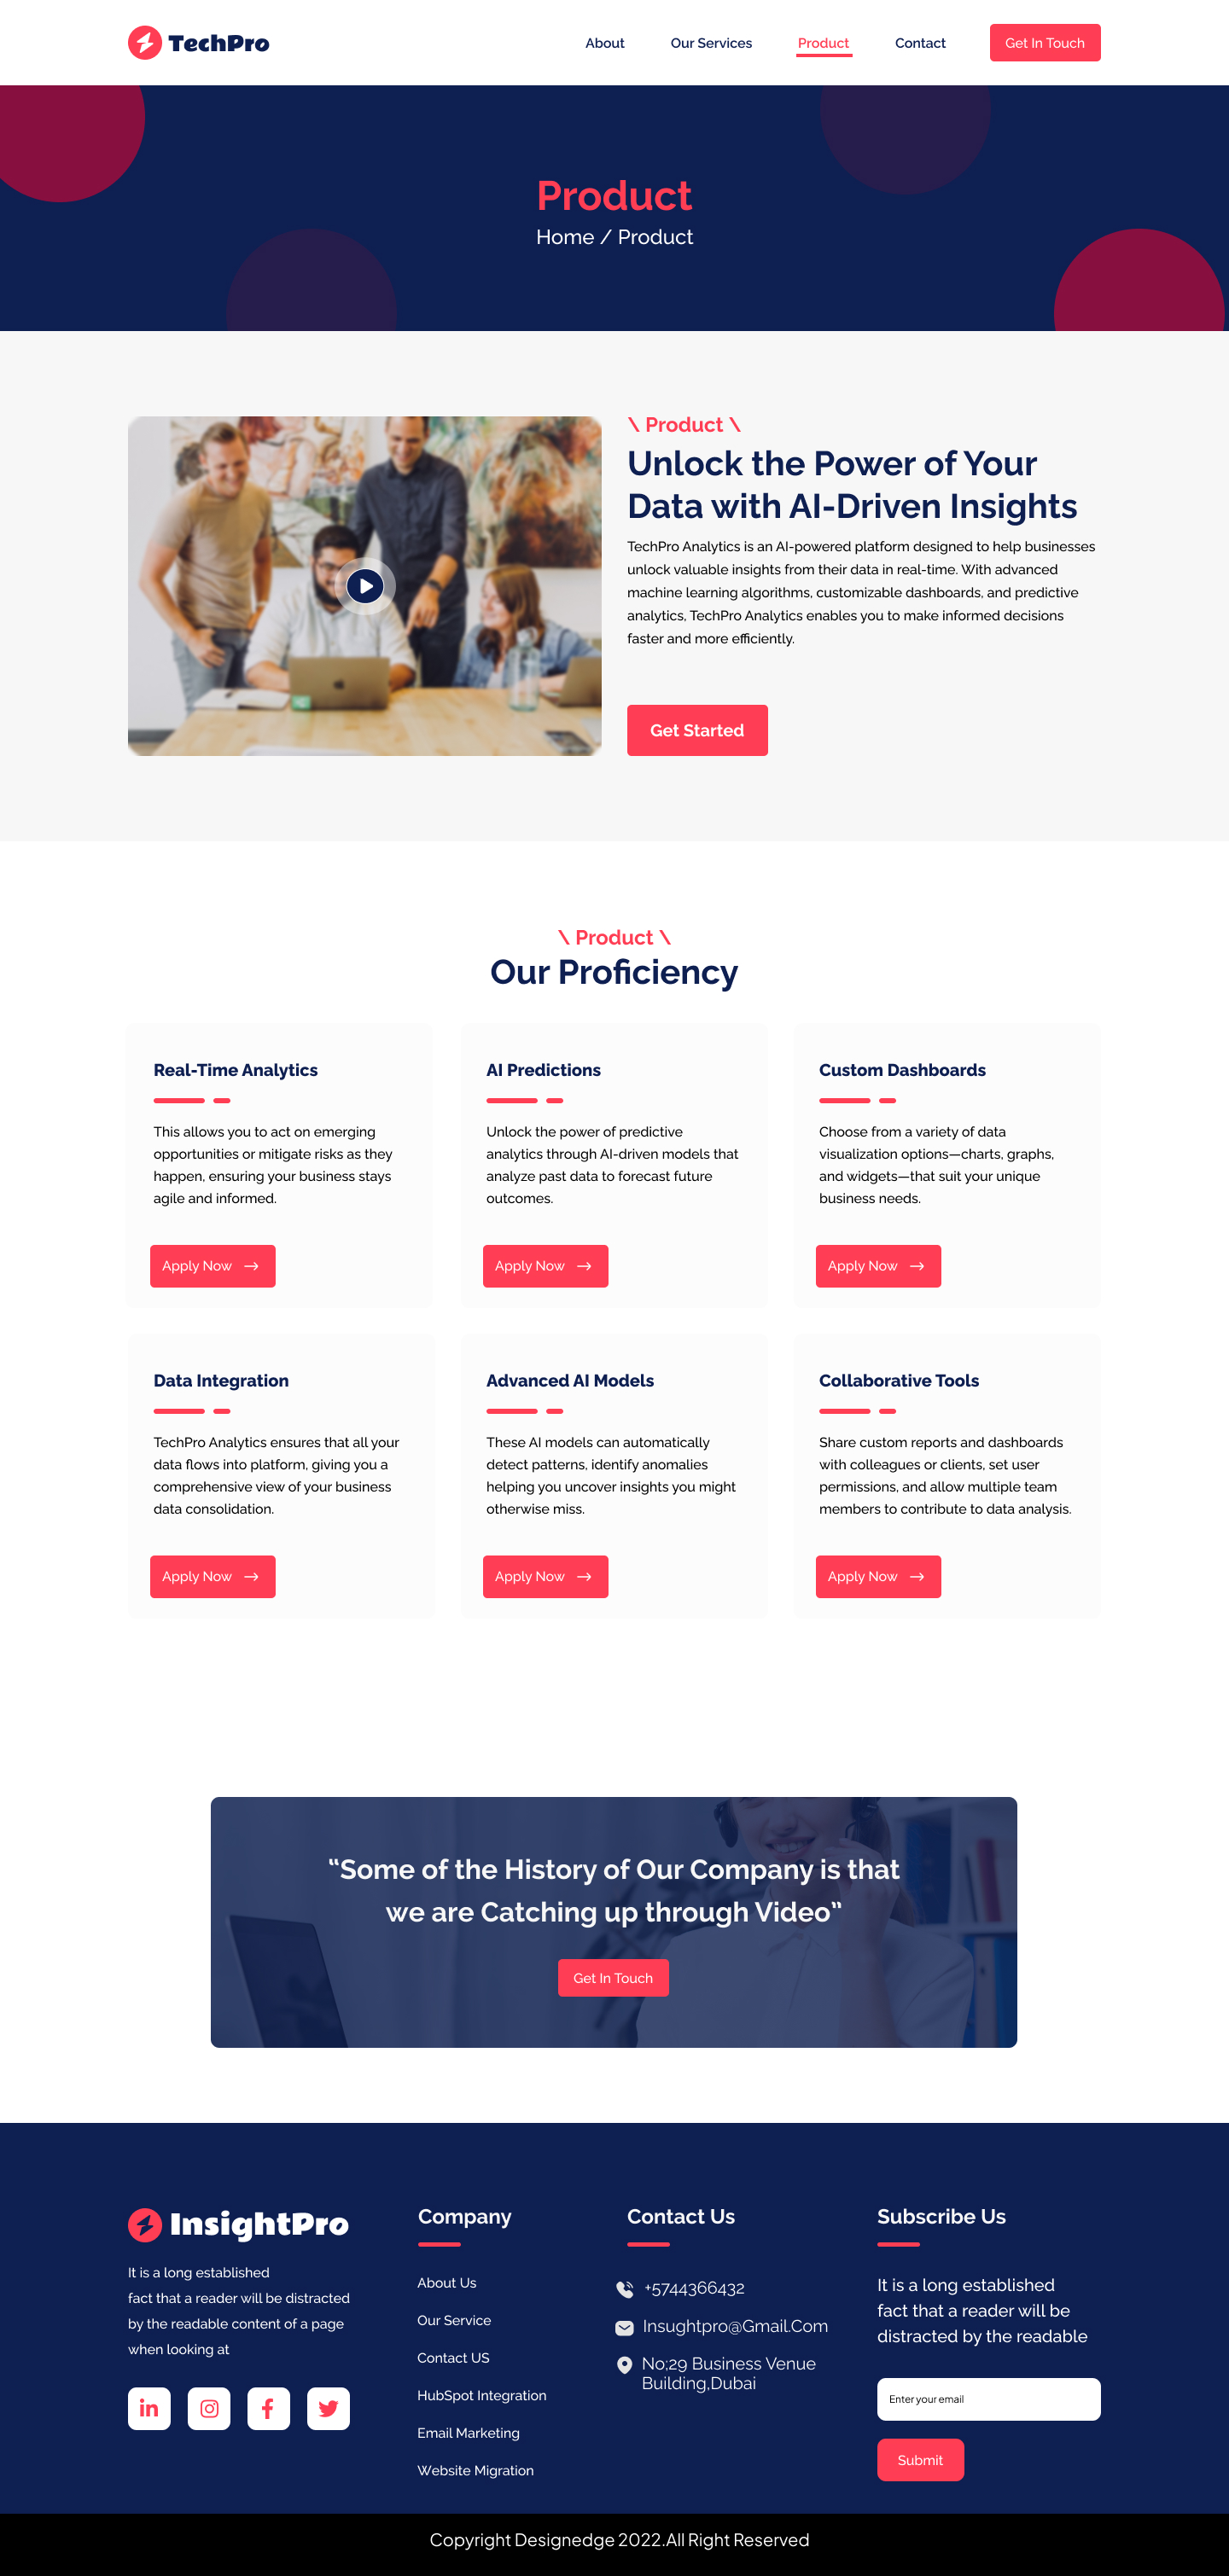 TechPro
About
Our Services
Product
Contact
Get In Touch
Product
Home / Product
\ Product \
Unlock the Power of Your
Data with AI-Driven Insights
TechPro Analytics is an AI-powered platform designed to help businesses
unlock valuable insights from their data in real-time. With advanced
machine learning algorithms, customizable dashboards, and predictive
analytics, TechPro Analytics enables you to make informed decisions
faster and more efficiently.
Get Started
\ Product \
Our Proficiency
Real-Time Analytics
This allows you to act on emerging
opportunities or mitigate risks as they
happen, ensuring your business stays
agile and informed.
Apply Now
AI Predictions
Unlock the power of predictive
analytics through AI-driven models that
analyze past data to forecast future
outcomes.
Apply Now
Custom Dashboards
Choose from a variety of data
visualization options—charts, graphs,
and widgets—that suit your unique
business needs.
Apply Now
Data Integration
TechPro Analytics ensures that all your
data flows into platform, giving you a
comprehensive view of your business
data consolidation.
Apply Now
Advanced AI Models
These AI models can automatically
detect patterns, identify anomalies
helping you uncover insights you might
otherwise miss.
Apply Now
Collaborative Tools
Share custom reports and dashboards
with colleagues or clients, set user
permissions, and allow multiple team
members to contribute to data analysis.
Apply Now
“Some of the History of Our Company is that
we are Catching up through Video”
Get In Touch
InsightPro
It is a long established
fact that a reader will be distracted
by the readable content of a page
when looking at
Company
About Us
Our Service
Contact US
HubSpot Integration
Email Marketing
Website Migration
Contact Us
+5744366432
Insughtpro@Gmail.Com
No;29 Business Venue
Building,Dubai
Subscribe Us
It is a long established
fact that a reader will be
distracted by the readable
Enter your email
Submit
Copyright Designedge 2022.All Right Reserved